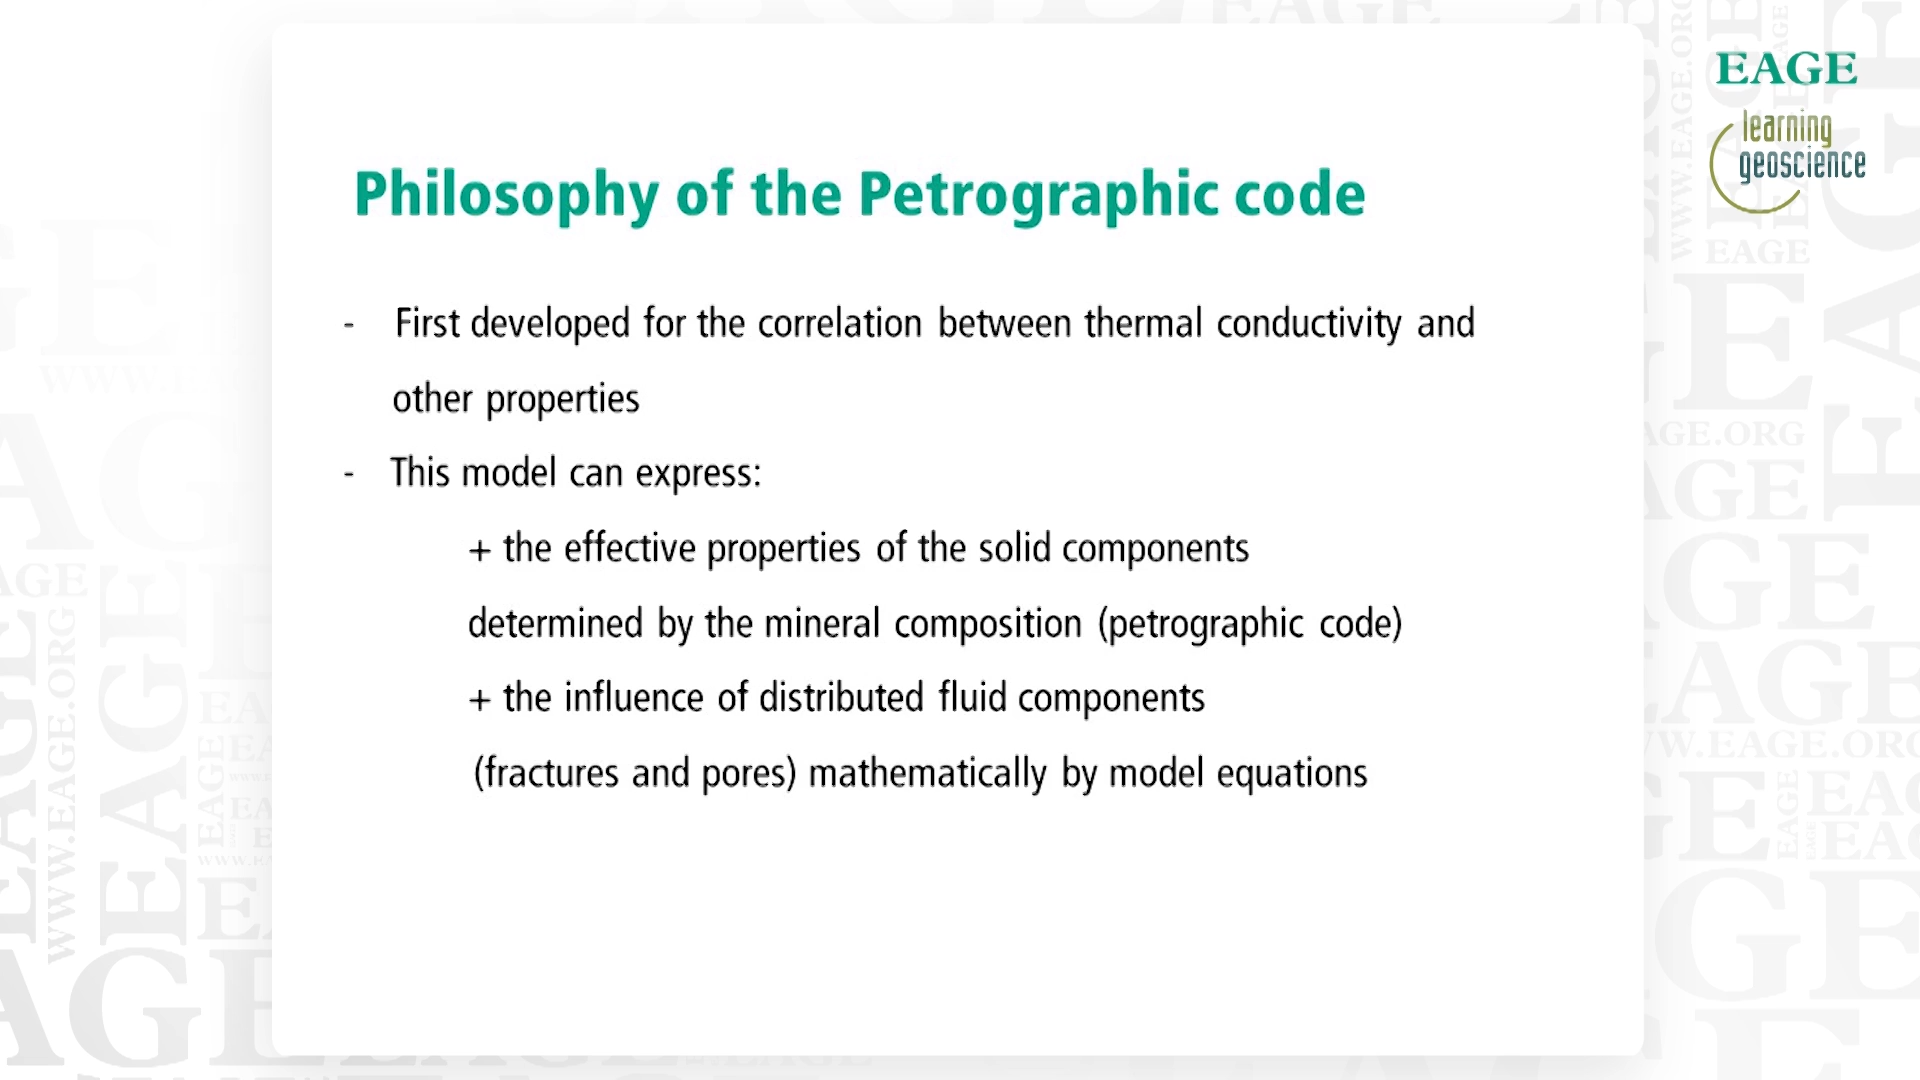 EAGE
learning
geoscience
Philosophy of the Petrographic code
- First developed for the correlation between thermal conductivity and
other properties
- This model can express:
+ the effective properties of the solid components
determined by the mineral composition (petrographic code)
+ the influence of distributed fluid components
(fractures and pores) mathematically by model equations